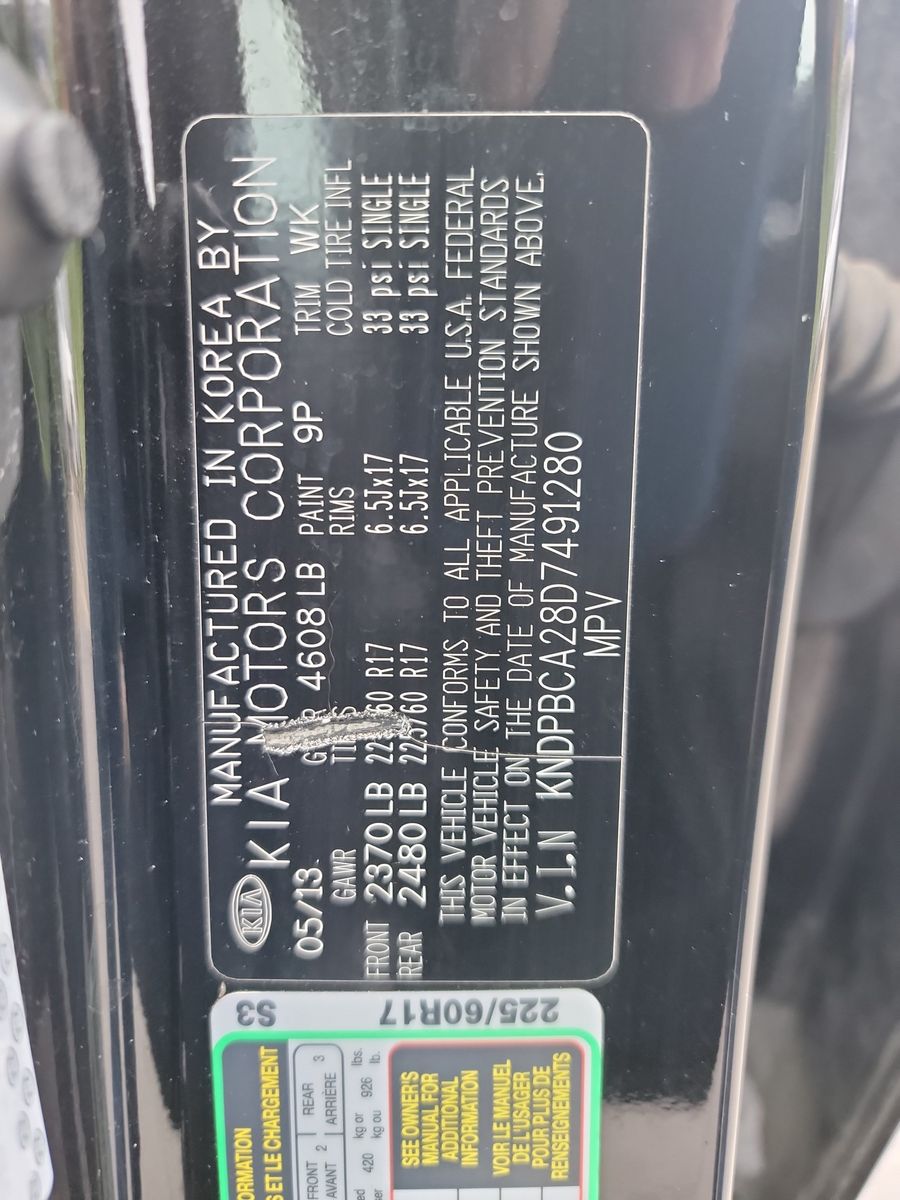 MANUFACTURED IN KOREA BY
KIA KIA MOTORS CORPORATION
05/13 4608 LB PAINT 9P TRIM WK
GAWR RIMS COLD TIRE INFL
FRONT 2370 LB R17 6.5Jx17 33 psi SINGLE
REAR 2480 LB R17 6.5Jx17 33 psi SINGLE
THIS VEHICLE CONFORMS TO ALL APPLICABLE U.S.A. FEDERAL
MOTOR VEHICLE SAFETY AND THEFT PREVENTION STANDARDS
IN EFFECT ON THE DATE OF MANUFACTURE SHOWN ABOVE.
V.I.N KNDPBCA28D7491280
MPV
S3
225/60R17
ET LE CHARGEMENT
FRONT 2 REAR 3
AVANT ARRIÈRE
420 kg or 926 lbs.
kg ou lb.
SEE OWNER'S
MANUAL FOR
ADDITIONAL
INFORMATION
VOIR LE MANUEL
DE L'USAGER
POUR PLUS DE
RENSEIGNEMENTS